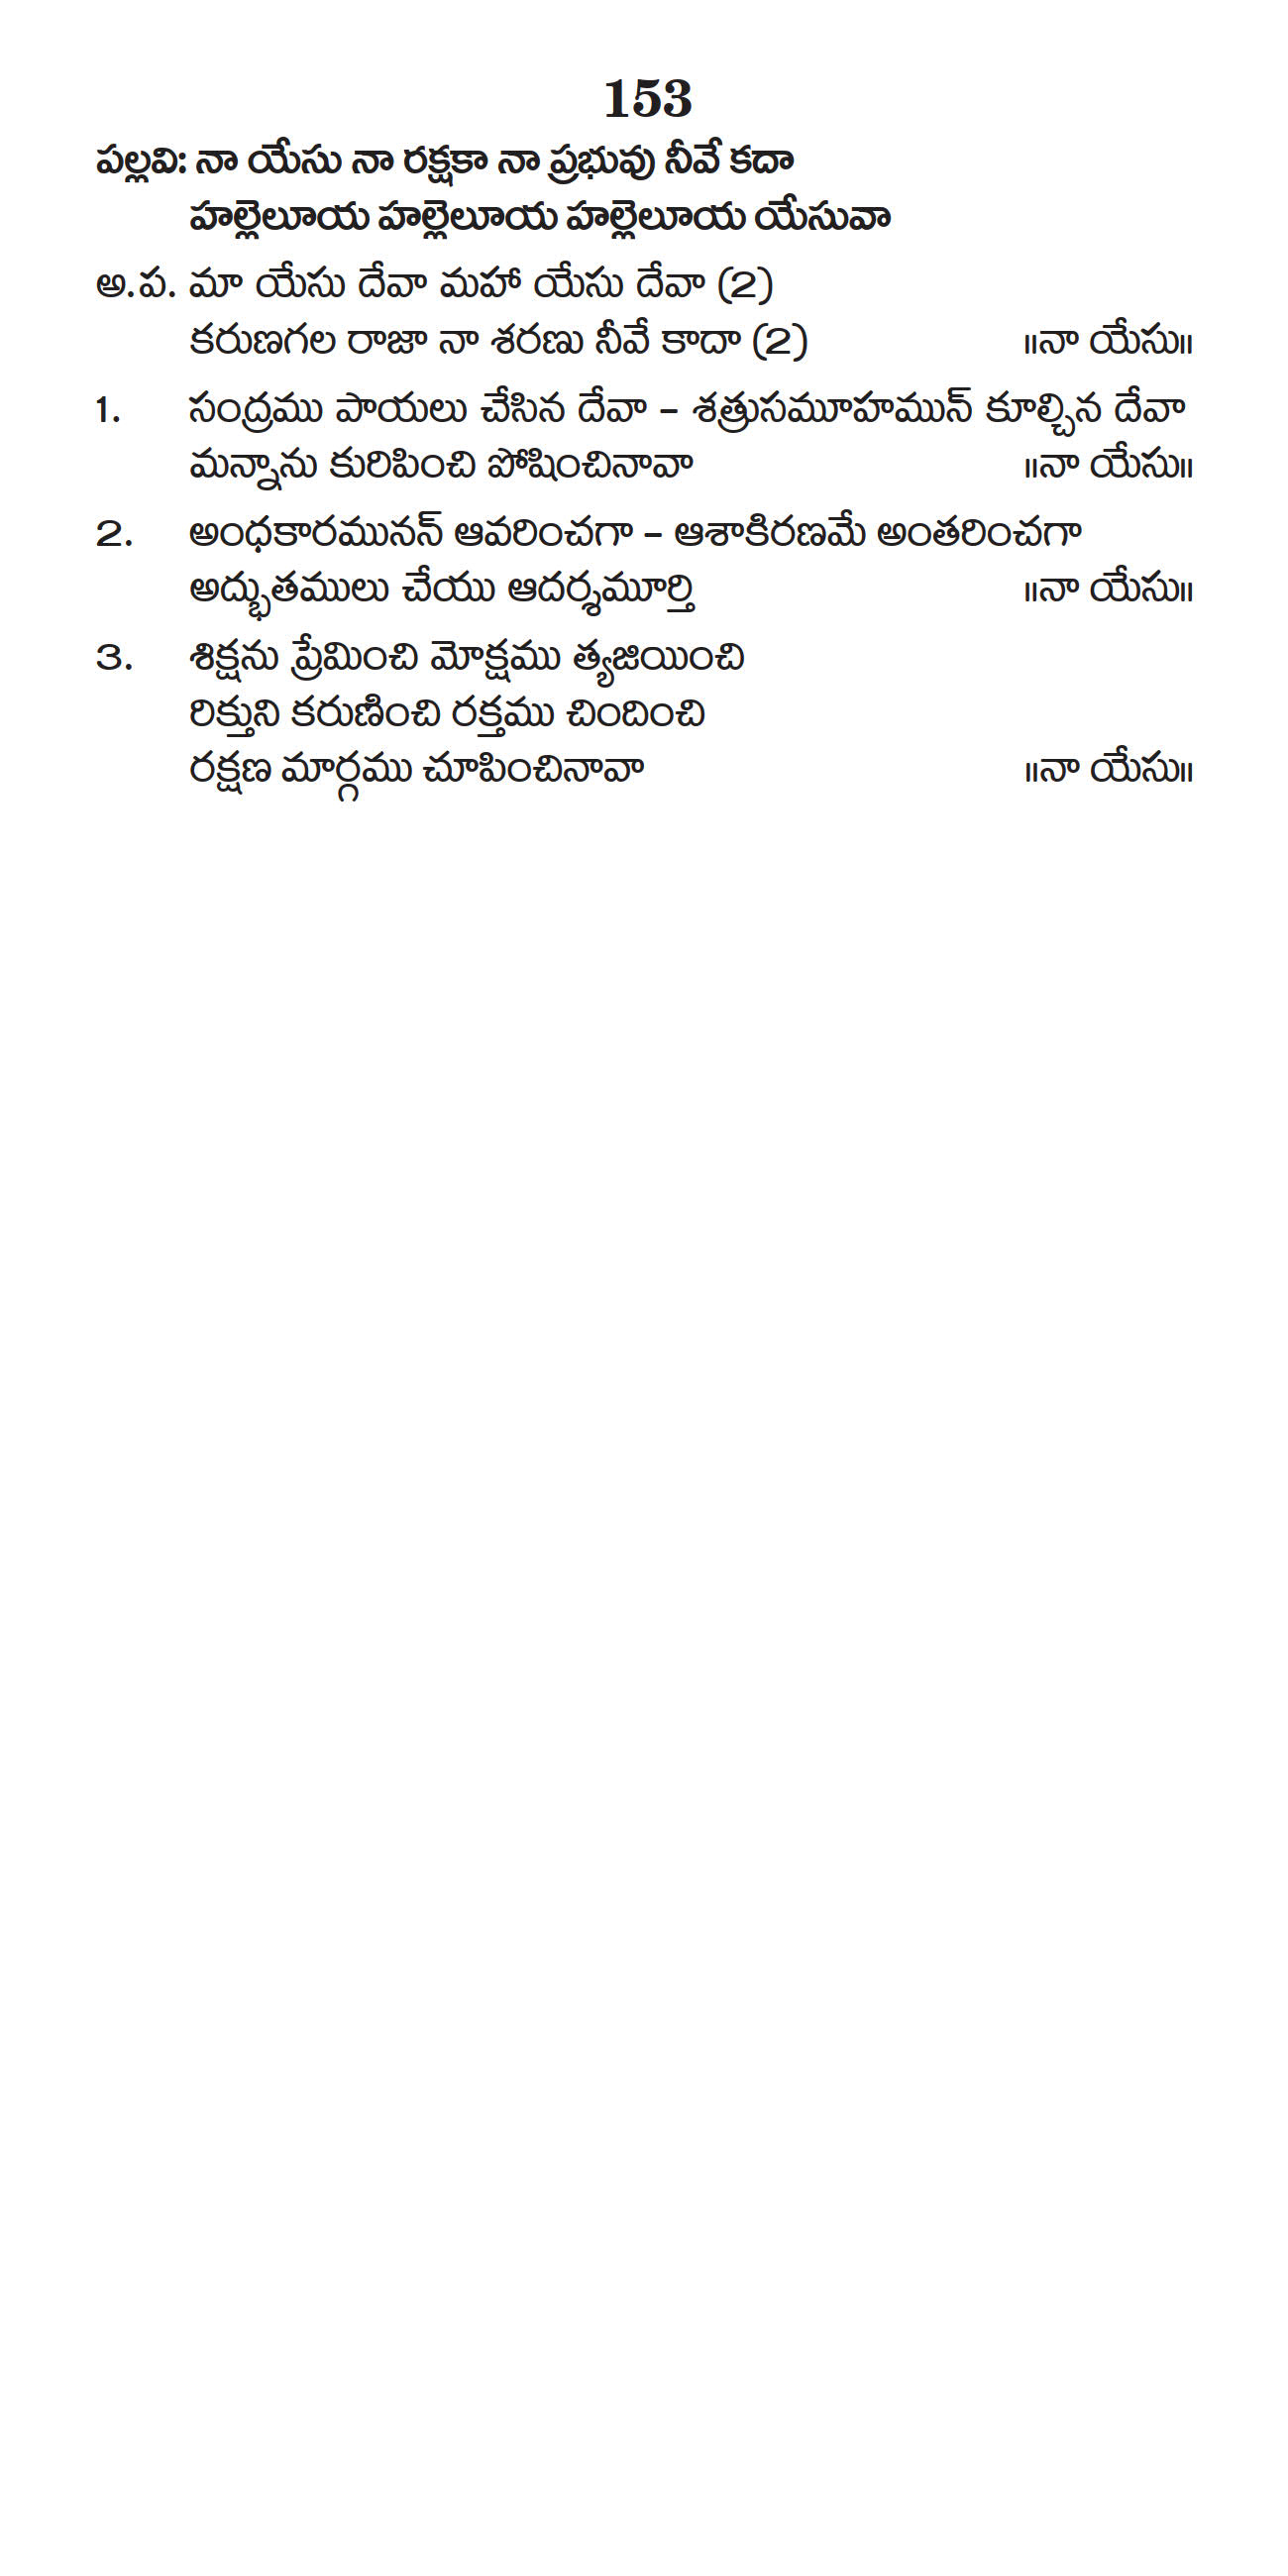 153
పల్లవి: నా యేసు నా రక్షకా నా ప్రభువు నీవే కదా
హల్లెలూయ హల్లెలూయ హల్లెలూయ యేసువా
అ.ప. మా యేసు దేవా మహా యేసు దేవా (2)
కరుణగల రాజా నా శరణు నీవే కాదా (2) ॥నా యేసు॥
1. సంద్రము పాయలు చేసిన దేవా – శత్రుసమూహమున్ కూల్చిన దేవా
మన్నాను కురిపించి పోషించినావా ॥నా యేసు॥
2. అంధకారమునన్ ఆవరించగా – ఆశాకిరణమే అంతరించగా
అద్భుతములు చేయు ఆదర్శమూర్తి ॥నా యేసు॥
3. శిక్షను ప్రేమించి మోక్షము త్యజియించి
రిక్తుని కరుణించి రక్తము చిందించి
రక్షణ మార్గము చూపించినావా ॥నా యేసు॥